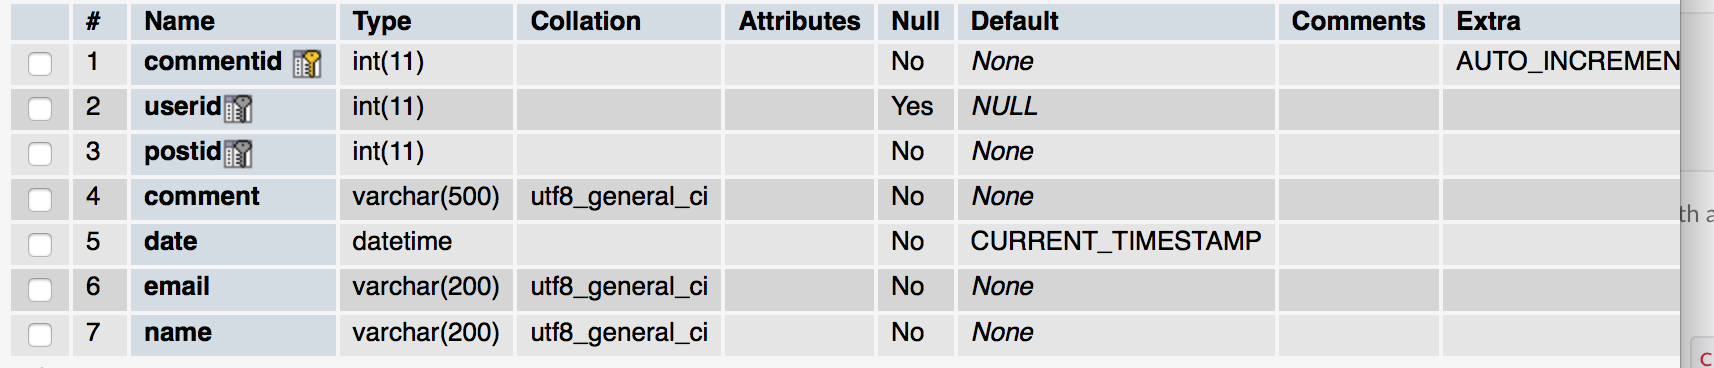 # Name Type Collation Attributes Null Default Comments Extra
1 commentid int(11) No None AUTO_INCREMEN
2 userid int(11) Yes NULL
3 postid int(11) No None
4 comment varchar(500) utf8_general_ci No None
5 date datetime No CURRENT_TIMESTAMP
6 email varchar(200) utf8_general_ci No None
7 name varchar(200) utf8_general_ci No None
th a
c